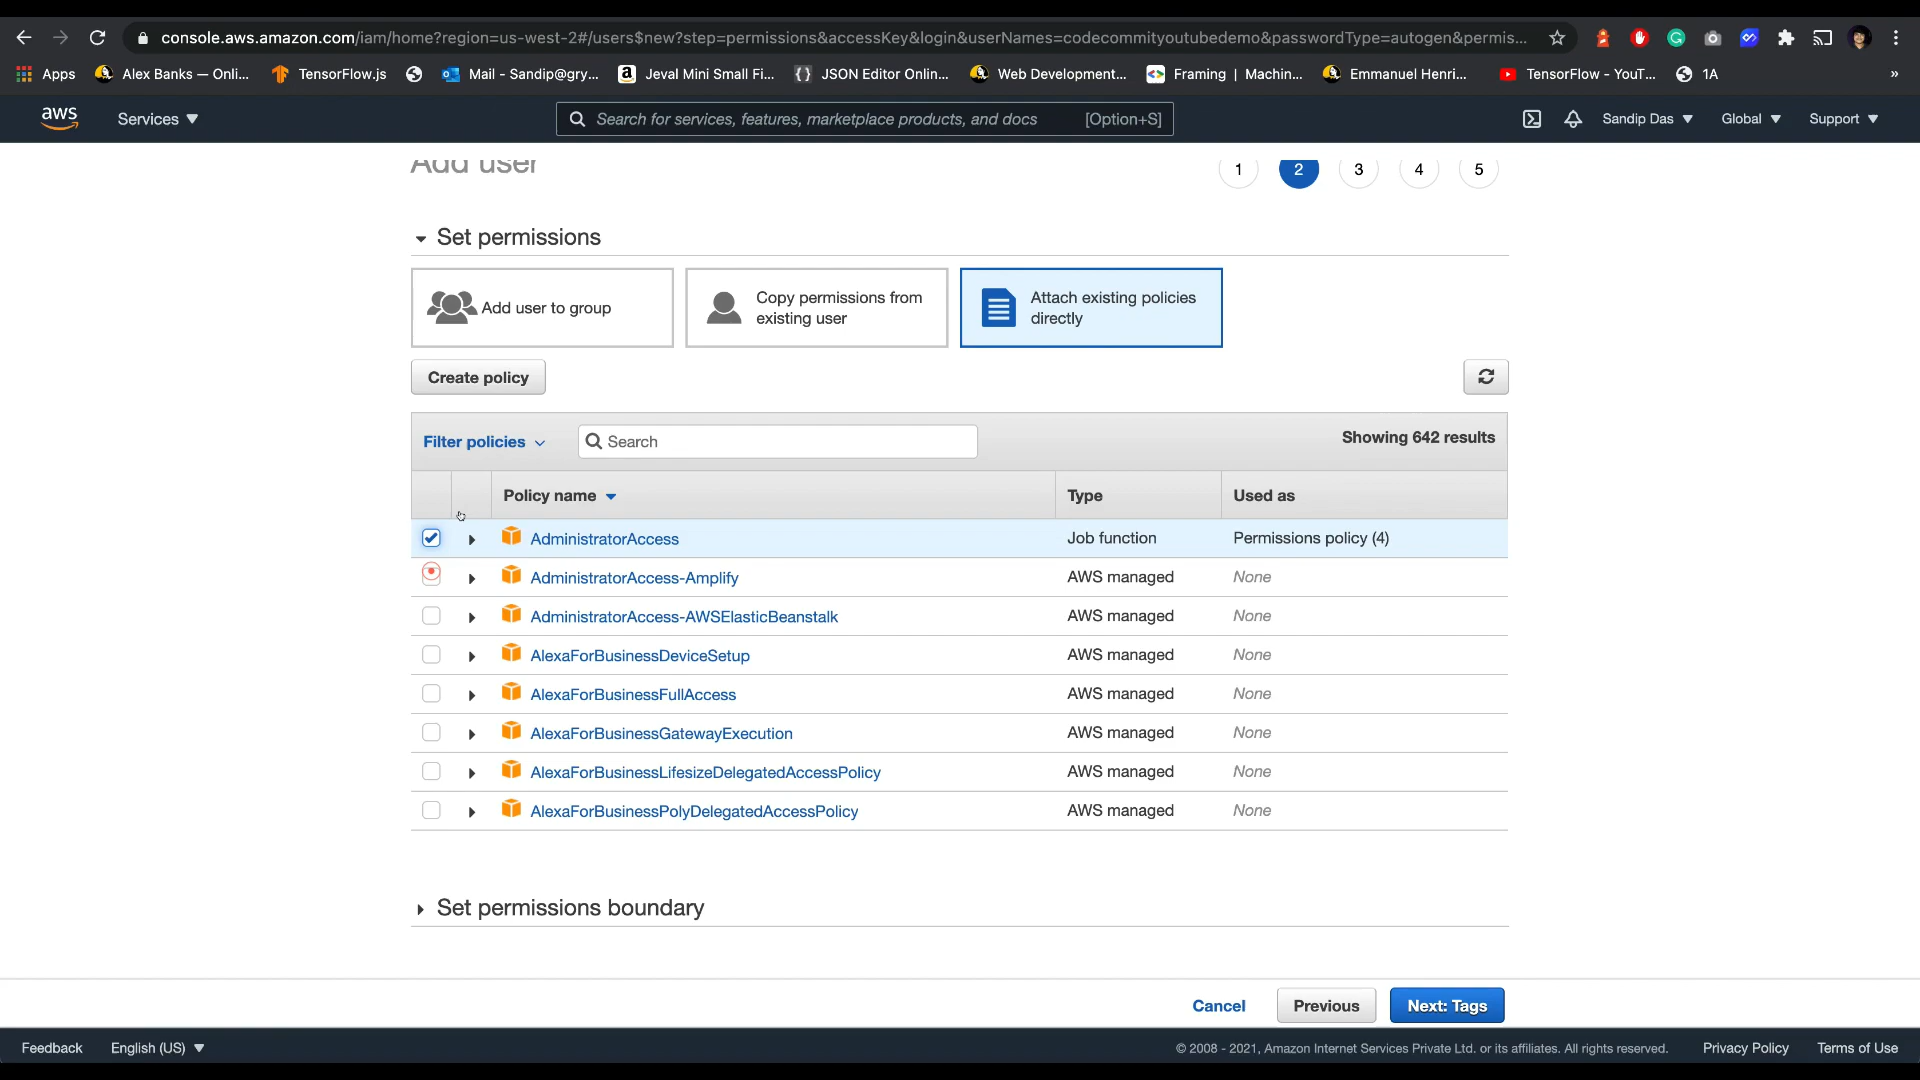 console.aws.amazon.com/iam/home?region=us-west-2#/users$new?step=permissions&accessKey&login&userNames=codecommityoutubedemo&passwordType=autogen&permis...
Apps Alex Banks — Onli... TensorFlow.js Mail - Sandip@gry... Jeval Mini Small Fi... JSON Editor Onlin... Web Development... Framing | Machin... Emmanuel Henri... TensorFlow - YouT... 1A »
aws Services ▼ Search for services, features, marketplace products, and docs [Option+S] Sandip Das ▼ Global ▼ Support ▼
Add user 1 2 3 4 5
Set permissions
Add user to group
Copy permissions from
existing user
Attach existing policies
directly
Create policy
Filter policies Search Showing 642 results
Policy name Type Used as
AdministratorAccess Job function Permissions policy (4)
AdministratorAccess-Amplify AWS managed None
AdministratorAccess-AWSElasticBeanstalk AWS managed None
AlexaForBusinessDeviceSetup AWS managed None
AlexaForBusinessFullAccess AWS managed None
AlexaForBusinessGatewayExecution AWS managed None
AlexaForBusinessLifesizeDelegatedAccessPolicy AWS managed None
AlexaForBusinessPolyDelegatedAccessPolicy AWS managed None
Set permissions boundary
Cancel Previous Next: Tags
Feedback English (US) ▼ © 2008 - 2021, Amazon Internet Services Private Ltd. or its affiliates. All rights reserved. Privacy Policy Terms of Use